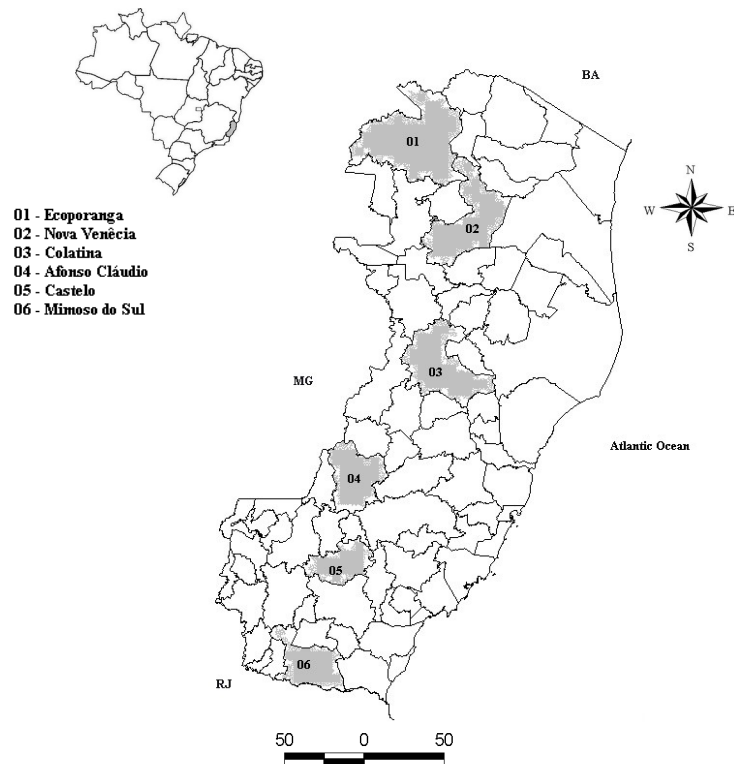 BA
01
N
W E
S
01 - Ecoporanga
02 - Nova Venêcia
03 - Colatina
04 - Afonso Cláudio
05 - Castelo
06 - Mimoso do Sul
02
03
MG
Atlantic Ocean
04
05
06
RJ
50 0 50